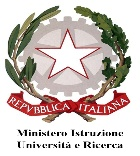 REPVBBLICA ITALIANA
Ministero Istruzione
Università e Ricerca